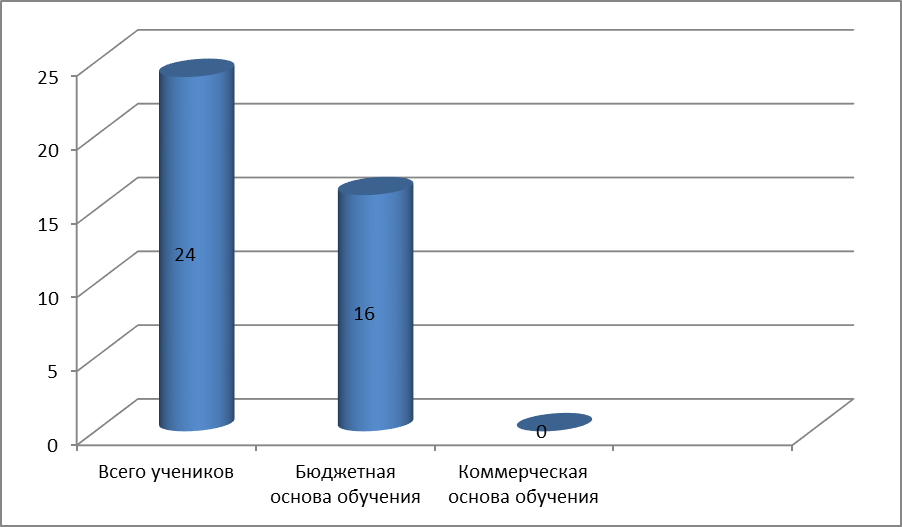 25
20
15
10
5
0
24
16
0
Всего учеников
Бюджетная
основа обучения
Коммерческая
основа обучения